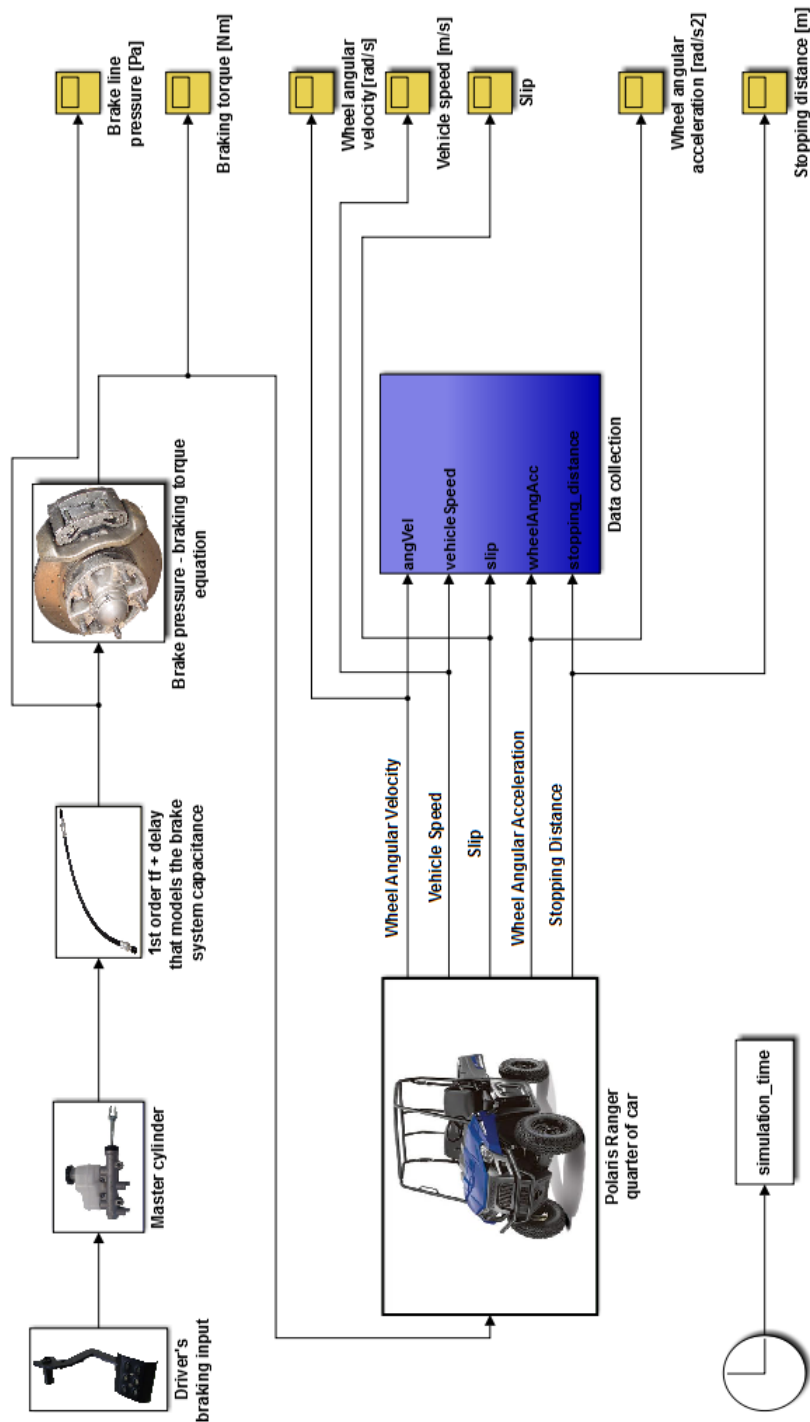 Driver's
braking input
Master cylinder
1st order tf + delay
that models the brake
system capacitance
Brake pressure - braking torque
equation
Brake line
pressure [Pa]
Braking torque [Nm]
Wheel angular
velocity[rad/s]
Vehicle speed [m/s]
Slip
Wheel angular
acceleration [rad/s2]
Stopping distance [m]
Polaris Ranger
quarter of car
Wheel Angular Velocity
Vehicle Speed
Slip
Wheel Angular Acceleration
Stopping Distance
angVel
vehicleSpeed
slip
wheelAngAcc
stopping_distance
Data collection
simulation_time